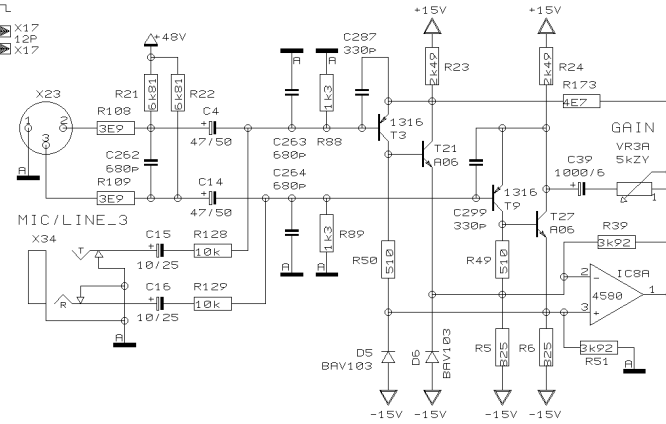 X17
12P
X17
+48V
X23
R21
6k81
R22
6k81
R108
3E9
1
2
3
C262
680p
R109
3E9
A
C4
47/50
C14
47/50
MIC/LINE_3
X34
T
R
C15
10/25
R128
10k
C16
10/25
R129
10k
A
A
A
C263
680p
C264
680p
1k3
R88
1k3
R89
A
A
C287
330p
1316
T3
+15V
2k49
R23
T21
A06
+15V
2k49
R24
R173
4E7
GAIN
VR3A
5kZY
1
C39
1000/6
1316
T9
C299
330p
T27
A06
R50
510
R49
510
R39
3k92
2
3
1
IC8A
4580
R5
825
R6
825
3k92
R51
A
D5
BAV103
D6
BAV103
-15V
-15V
-15V
-15V